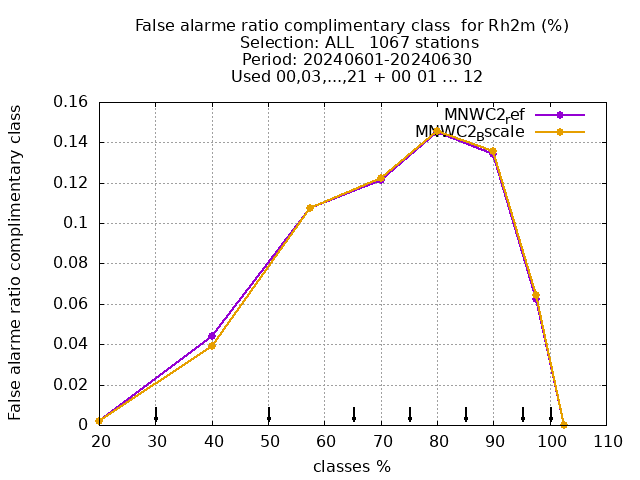 False alarme ratio complimentary class  for Rh2m (%)
Selection: ALL   1067 stations
Period: 20240601-20240630
Used 00,03,...,21 + 00 01 ... 12
False alarme ratio complimentary class
0.16
0.14
0.12
0.1
0.08
0.06
0.04
0.02
0
MNWC2ref
MNWC2Bscale
20 30 40 50 60 70 80 90 100 110
classes %